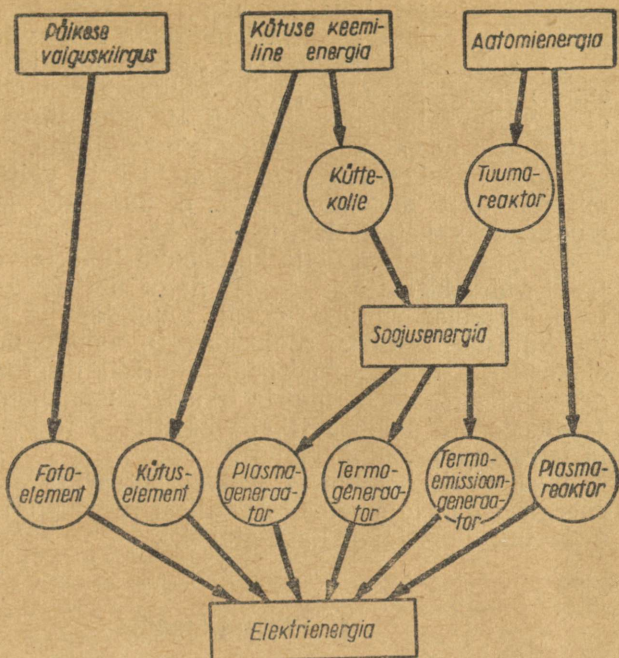 Päikese
valguskiirgus
Kütuse keemi-
line energia
Aatomienergia
Kütte-
kolle
Tuuma-
reaktor
Soojusenergia
Foto-
element
Kütus-
element
Plasma-
generaa-
tor
Termo-
generaa-
tor
Termo-
emissioon-
generaa-
tor
Plasma-
reaktor
Elektrienergia